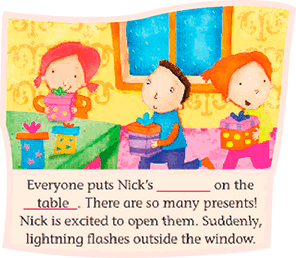 Everyone puts Nick's ________ on the
table. There are so many presents!
Nick is excited to open them. Suddenly,
lightning flashes outside the window.